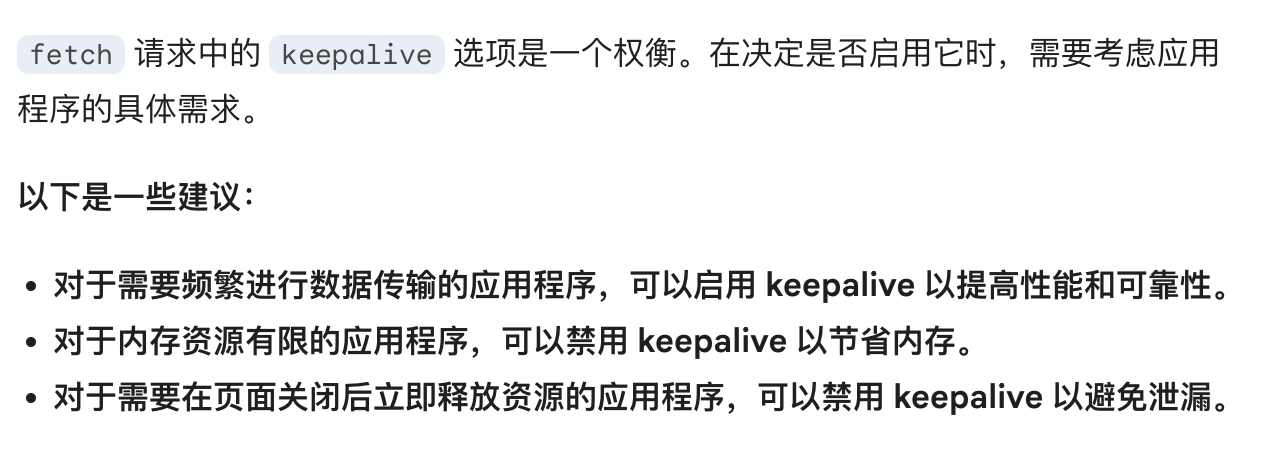 fetch 请求中的 keepalive 选项是一个权衡。在决定是否启用它时，需要考虑应用
程序的具体需求。
以下是一些建议：
• 对于需要频繁进行数据传输的应用程序，可以启用 keepalive 以提高性能和可靠性。
• 对于内存资源有限的应用程序，可以禁用 keepalive 以节省内存。
• 对于需要在页面关闭后立即释放资源的应用程序，可以禁用 keepalive 以避免泄漏。